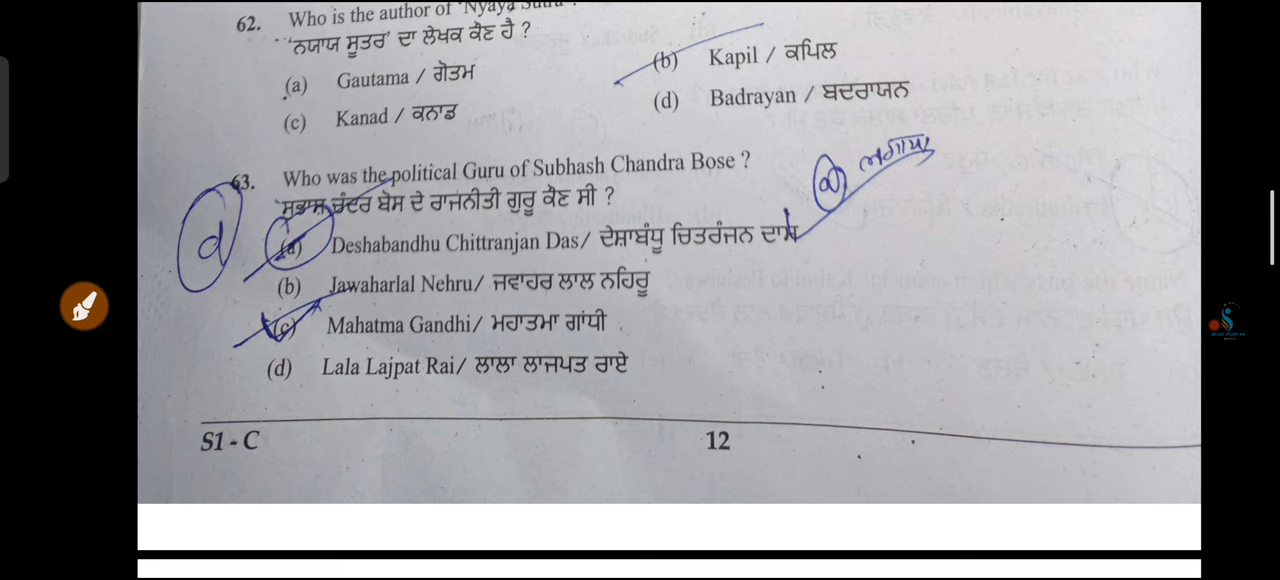 62. Who is the author of 'Nyaya Sutra'?
'ਨਯਾਯ ਸੂਤਰ' ਦਾ ਲੇਖਕ ਕੌਣ ਹੈ ?
(a) Gautama / ਗੋਤਮ
(b) Kapil / ਕਪਿਲ
(c) Kanad / ਕਨਾਡ
(d) Badrayan / ਬਦਰਾਯਨ
63. Who was the political Guru of Subhash Chandra Bose ?
ਸੁਭਾਸ਼ ਚੰਦਰ ਬੋਸ ਦੇ ਰਾਜਨੀਤੀ ਗੁਰੂ ਕੌਣ ਸੀ ?
d
(a) Deshabandhu Chittranjan Das/ ਦੇਸ਼ਾਬੰਧੂ ਚਿਤਰੰਜਨ ਦਾਸ
(b) Jawaharlal Nehru/ ਜਵਾਹਰ ਲਾਲ ਨਹਿਰੂ
(c) Mahatma Gandhi/ ਮਹਾਤਮਾ ਗਾਂਧੀ
(d) Lala Lajpat Rai/ ਲਾਲਾ ਲਾਜਪਤ ਰਾਏ
S1 - C 12